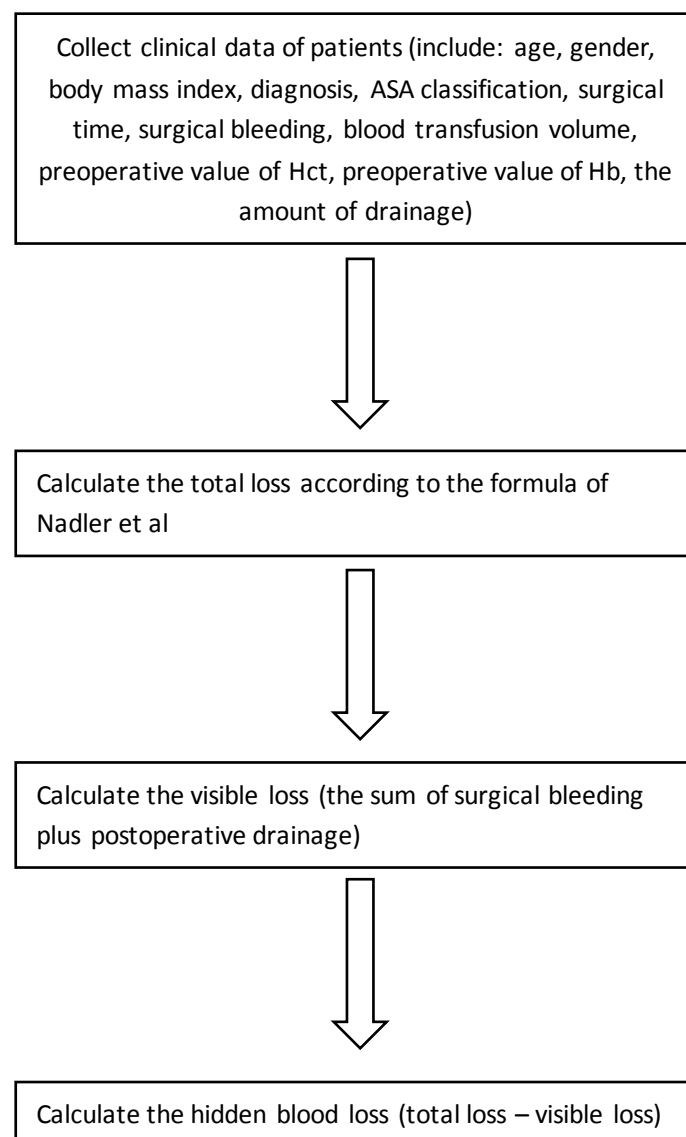 Collect clinical data of patients (include: age, gender,
body mass index, diagnosis, ASA classification, surgical
time, surgical bleeding, blood transfusion volume,
preoperative value of Hct, preoperative value of Hb, the
amount of drainage)
Calculate the total loss according to the formula of
Nadler et al
Calculate the visible loss (the sum of surgical bleeding
plus postoperative drainage)
Calculate the hidden blood loss (total loss – visible loss)